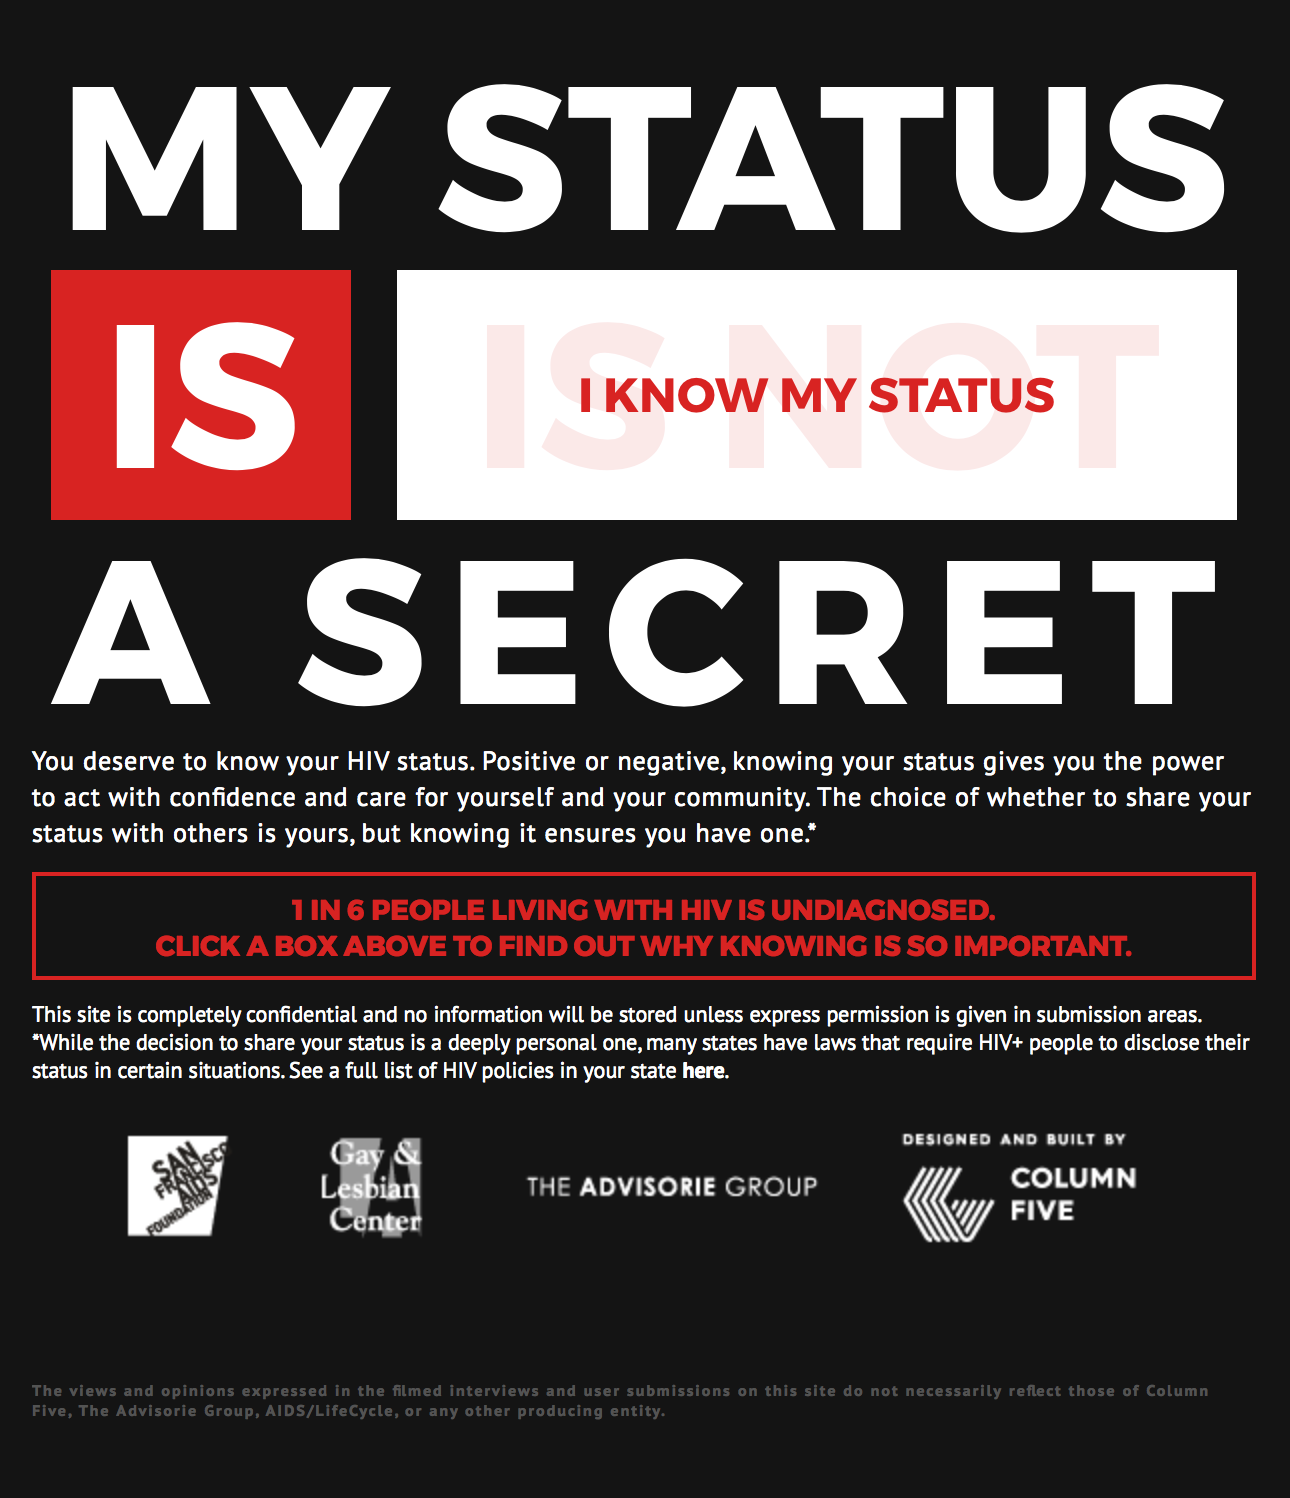 MY STATUS
IS IS NOT
I KNOW MY STATUS
A SECRET
You deserve to know your HIV status. Positive or negative, knowing your status gives you the power
to act with confidence and care for yourself and your community. The choice of whether to share your
status with others is yours, but knowing it ensures you have one.*
1 IN 6 PEOPLE LIVING WITH HIV IS UNDIAGNOSED.
CLICK A BOX ABOVE TO FIND OUT WHY KNOWING IS SO IMPORTANT.
This site is completely confidential and no information will be stored unless express permission is given in submission areas.
*While the decision to share your status is a deeply personal one, many states have laws that require HIV+ people to disclose their
status in certain situations. See a full list of HIV policies in your state here.
SAN
FRANCISCO
AIDS
FOUNDATION
Gay &
Lesbian
Center
LA
THE ADVISORIE GROUP
DESIGNED AND BUILT BY
COLUMN
FIVE
The views and opinions expressed in the filmed interviews and user submissions on this site do not necessarily reflect those of Column
Five, The Advisorie Group, AIDS/LifeCycle, or any other producing entity.